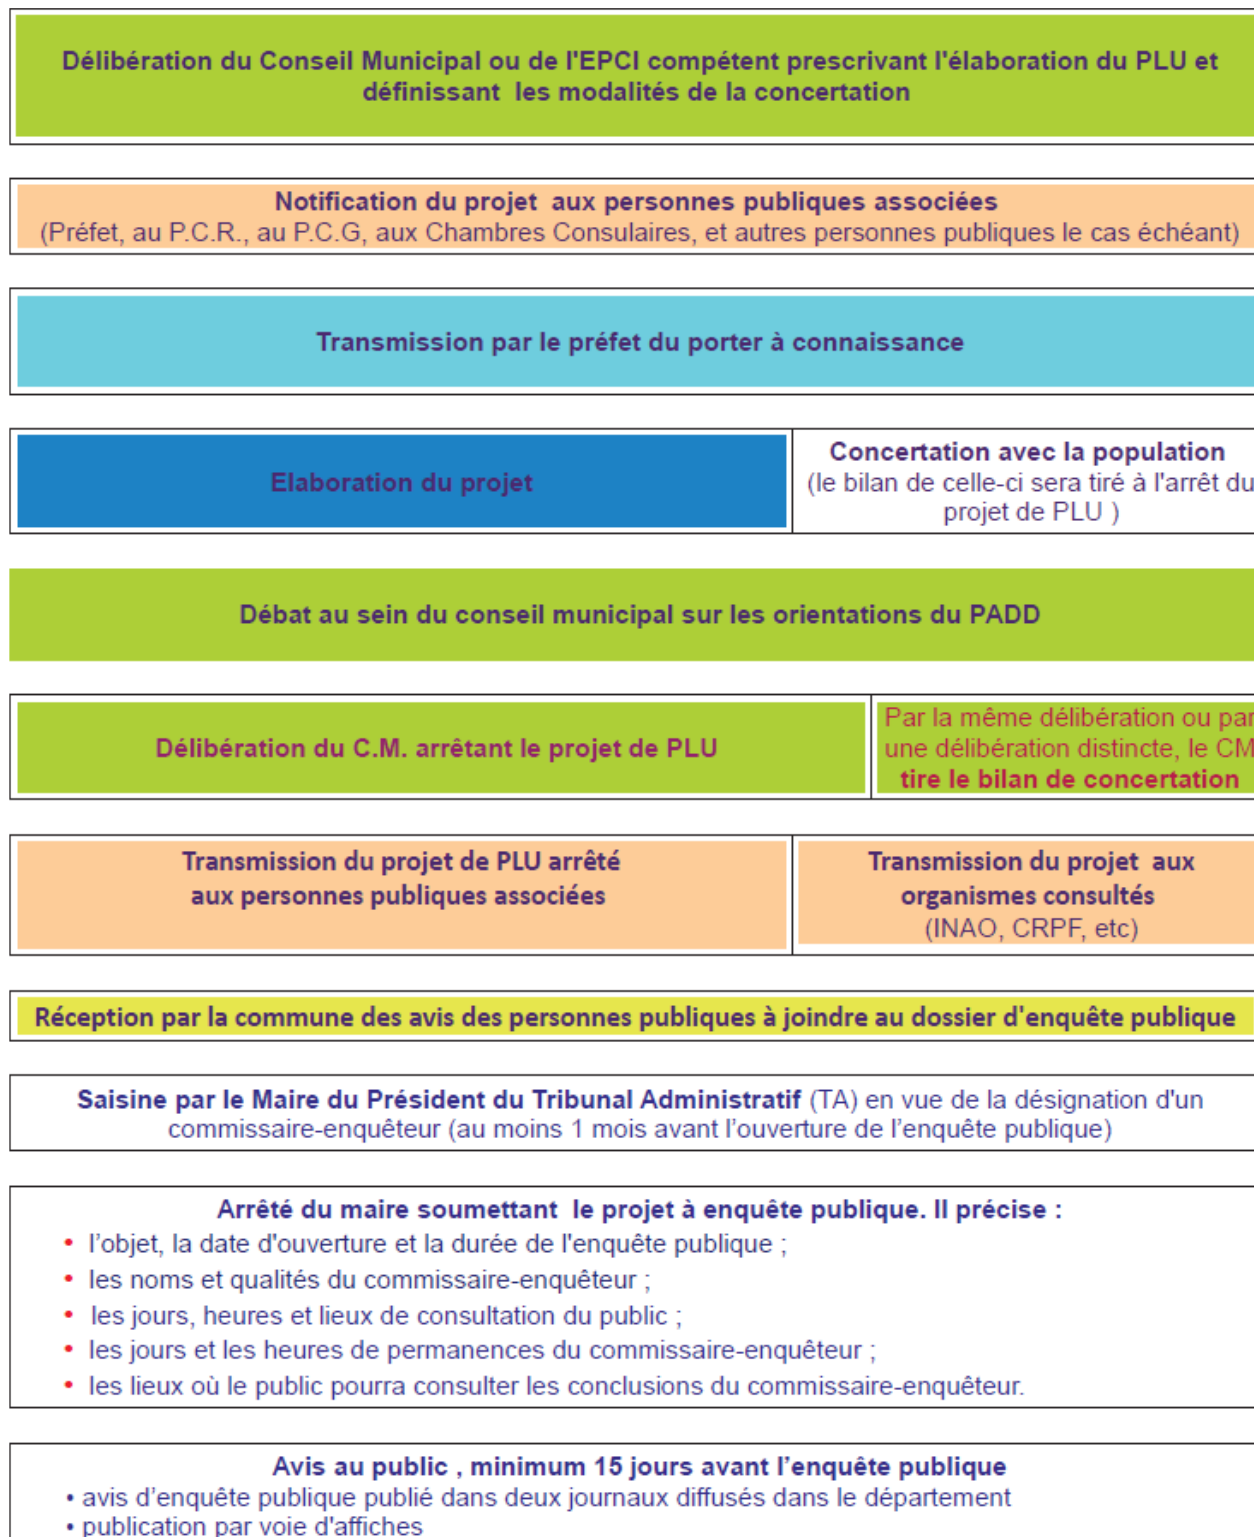 Délibération du Conseil Municipal ou de l'EPCI compétent prescrivant l'élaboration du PLU et
définissant les modalités de la concertation
Notification du projet aux personnes publiques associées
(Préfet, au P.C.R., au P.C.G, aux Chambres Consulaires, et autres personnes publiques le cas échéant)
Transmission par le préfet du porter à connaissance
Elaboration du projet
Concertation avec la population
(le bilan de celle-ci sera tiré à l'arrêt du
projet de PLU )
Débat au sein du conseil municipal sur les orientations du PADD
Délibération du C.M. arrêtant le projet de PLU
Par la même délibération ou par
une délibération distincte, le CM
tire le bilan de concertation
Transmission du projet de PLU arrêté
aux personnes publiques associées
Transmission du projet aux
organismes consultés
(INAO, CRPF, etc)
Réception par la commune des avis des personnes publiques à joindre au dossier d'enquête publique
Saisine par le Maire du Président du Tribunal Administratif (TA) en vue de la désignation d'un
commissaire-enquêteur (au moins 1 mois avant l’ouverture de l’enquête publique)
Arrêté du maire soumettant le projet à enquête publique. Il précise :
• l’objet, la date d'ouverture et la durée de l'enquête publique ;
• les noms et qualités du commissaire-enquêteur ;
• les jours, heures et lieux de consultation du public ;
• les jours et les heures de permanences du commissaire-enquêteur ;
• les lieux où le public pourra consulter les conclusions du commissaire-enquêteur.
Avis au public , minimum 15 jours avant l’enquête publique
• avis d’enquête publique publié dans deux journaux diffusés dans le département
• publication par voie d'affiches